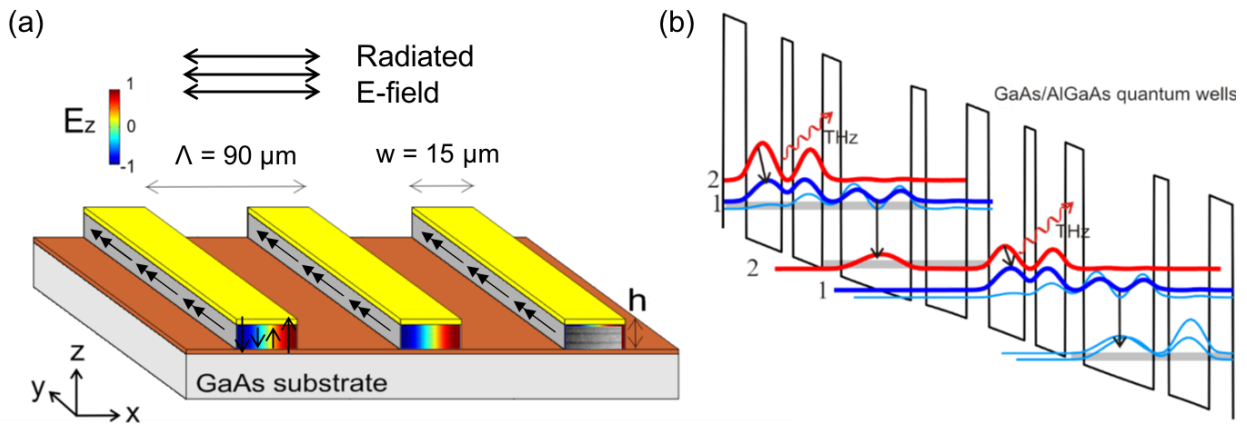 (a)
Radiated
E-field
1
Ez
0
-1
Λ = 90 μm
w = 15 μm
h
GaAs substrate
z
y
x
(b)
GaAs/AlGaAs quantum wells
THz
2
1
THz
2
1